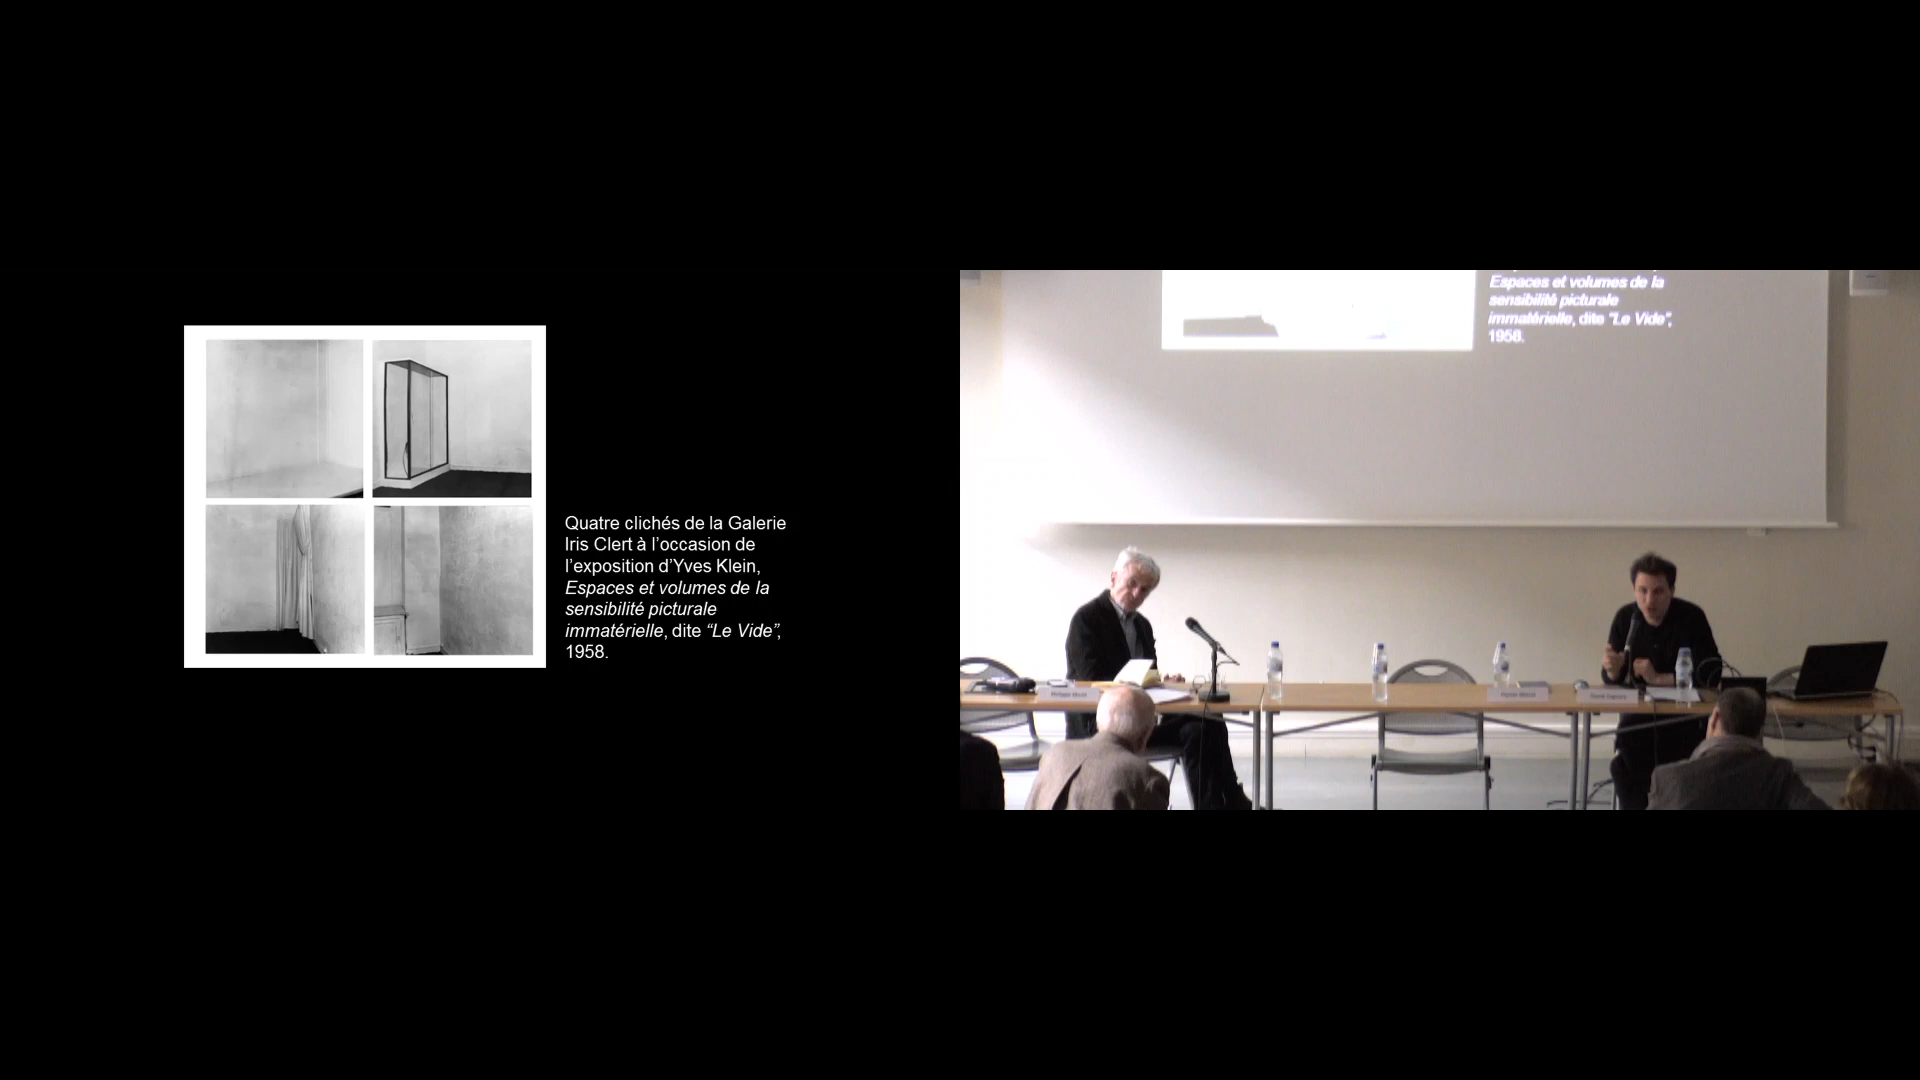 Quatre clichés de la Galerie
Iris Clert à l’occasion de
l’exposition d’Yves Klein,
Espaces et volumes de la
sensibilité picturale
immatérielle, dite “Le Vide”,
1958.
Espaces et volumes de la
sensibilité picturale
immatérielle, dite “Le Vide”,
1958.